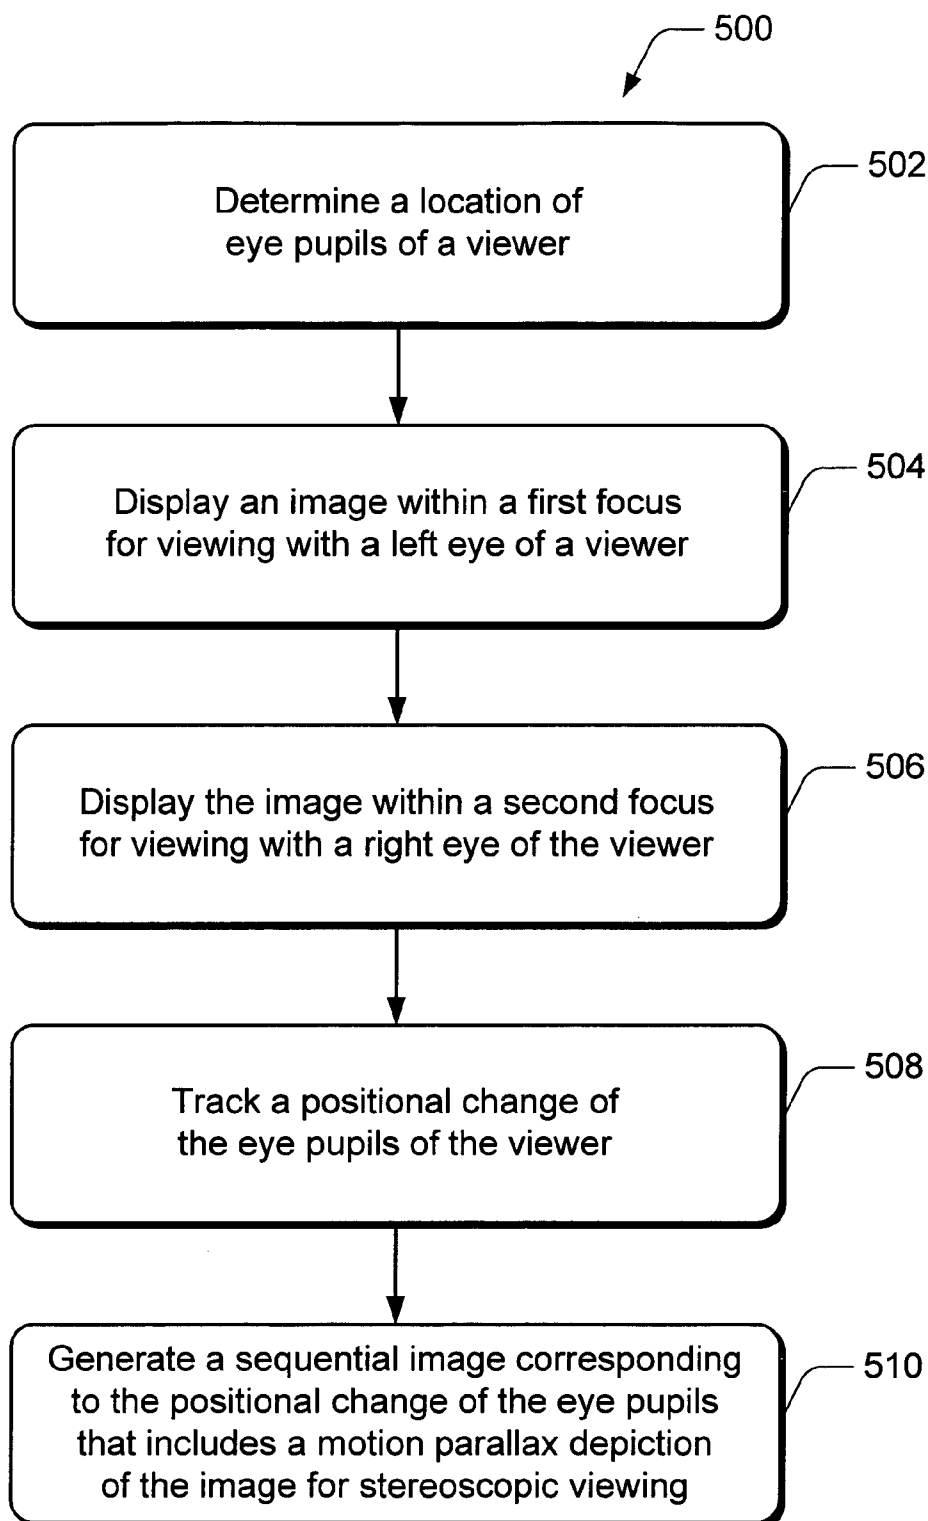 500
502
Determine a location of
eye pupils of a viewer
504
Display an image within a first focus
for viewing with a left eye of a viewer
506
Display the image within a second focus
for viewing with a right eye of the viewer
508
Track a positional change of
the eye pupils of the viewer
510
Generate a sequential image corresponding
to the positional change of the eye pupils
that includes a motion parallax depiction
of the image for stereoscopic viewing